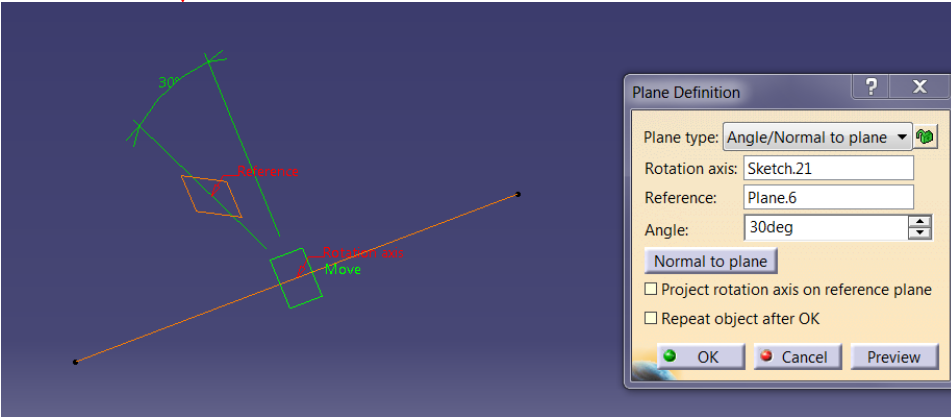 30°
Reference
Rotation axis
Move
Plane Definition
? X
Plane type: Angle/Normal to plane
Rotation axis: Sketch.21
Reference: Plane.6
Angle: 30deg
Normal to plane
Project rotation axis on reference plane
Repeat object after OK
OK Cancel Preview